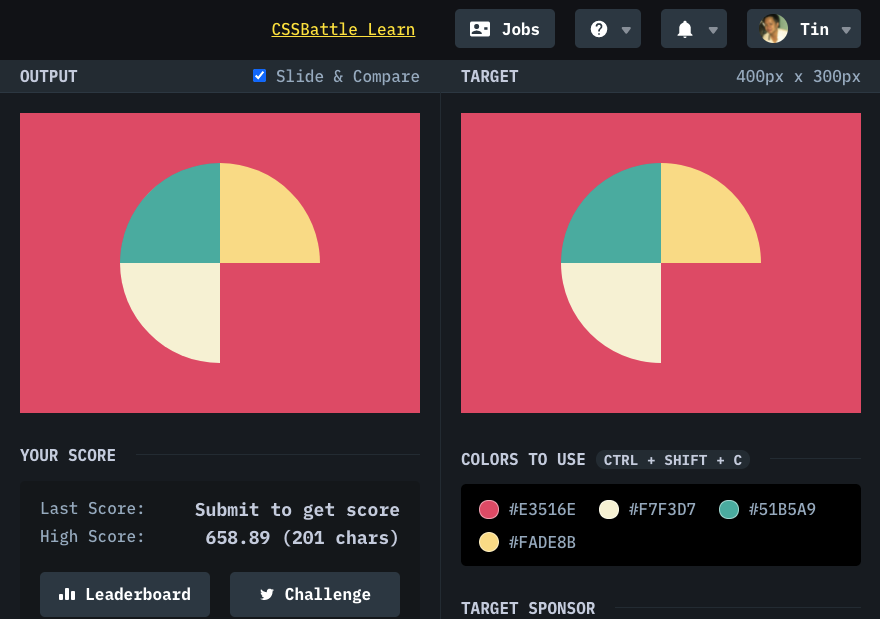 CSSBattle Learn Jobs Tin
OUTPUT Slide & Compare TARGET 400px x 300px
YOUR SCORE
COLORS TO USE CTRL + SHIFT + C
Last Score: Submit to get score
High Score: 658.89 (201 chars)
#E3516E #F7F3D7 #51B5A9
#FADE8B
Leaderboard Challenge
TARGET SPONSOR